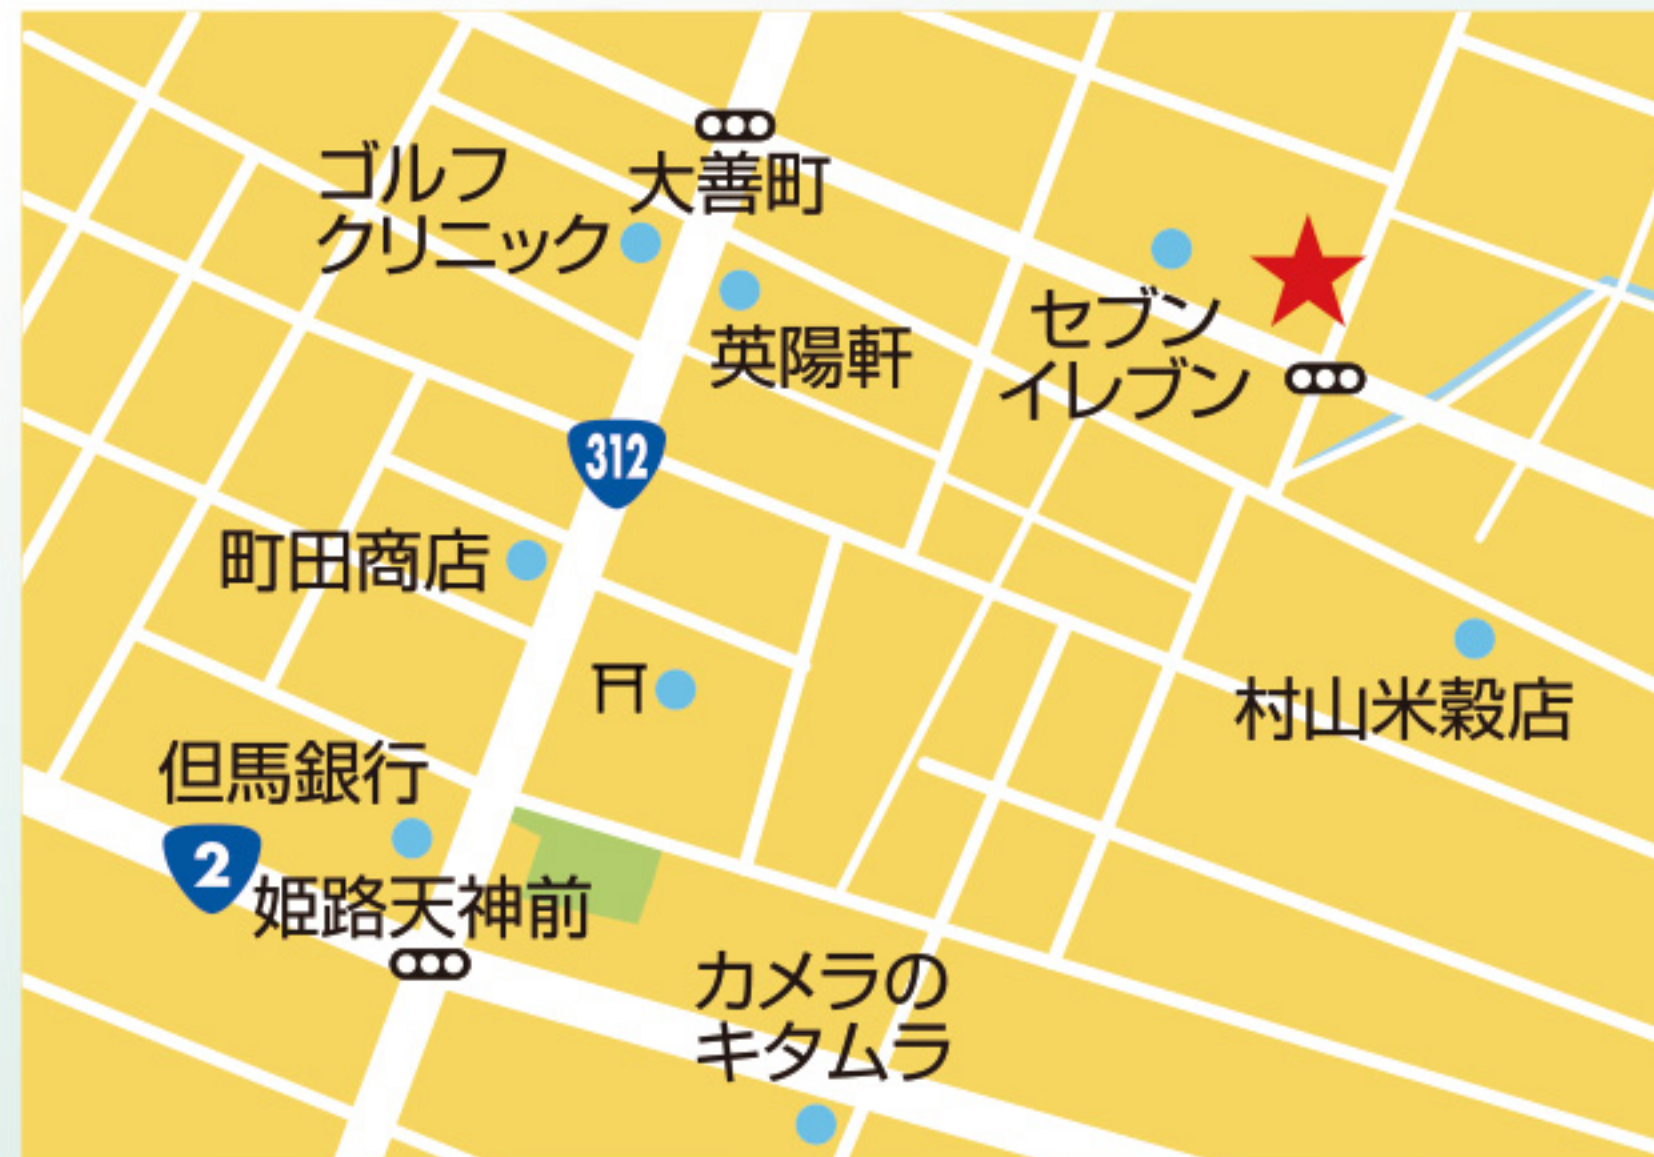 ゴルフ
クリニック
大善町
英陽軒
セブン
イレブン
312
町田商店
村山米穀店
但馬銀行
2
姫路天神前
カメラの
キタムラ